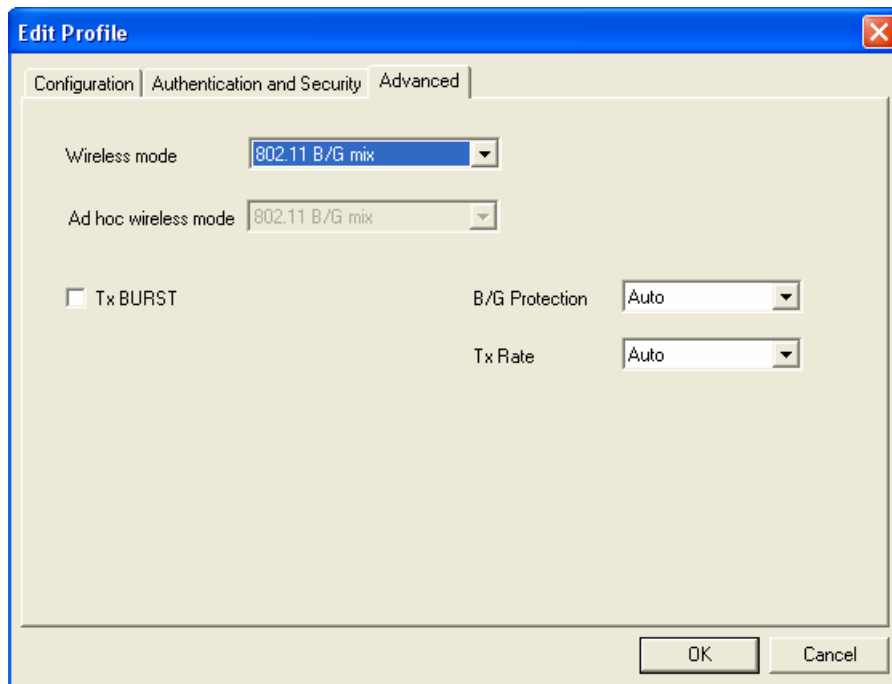 Edit Profile
Configuration Authentication and Security Advanced
Wireless mode 802.11 B/G mix
Ad hoc wireless mode 802.11 B/G mix
Tx BURST B/G Protection Auto
Tx Rate Auto
OK Cancel